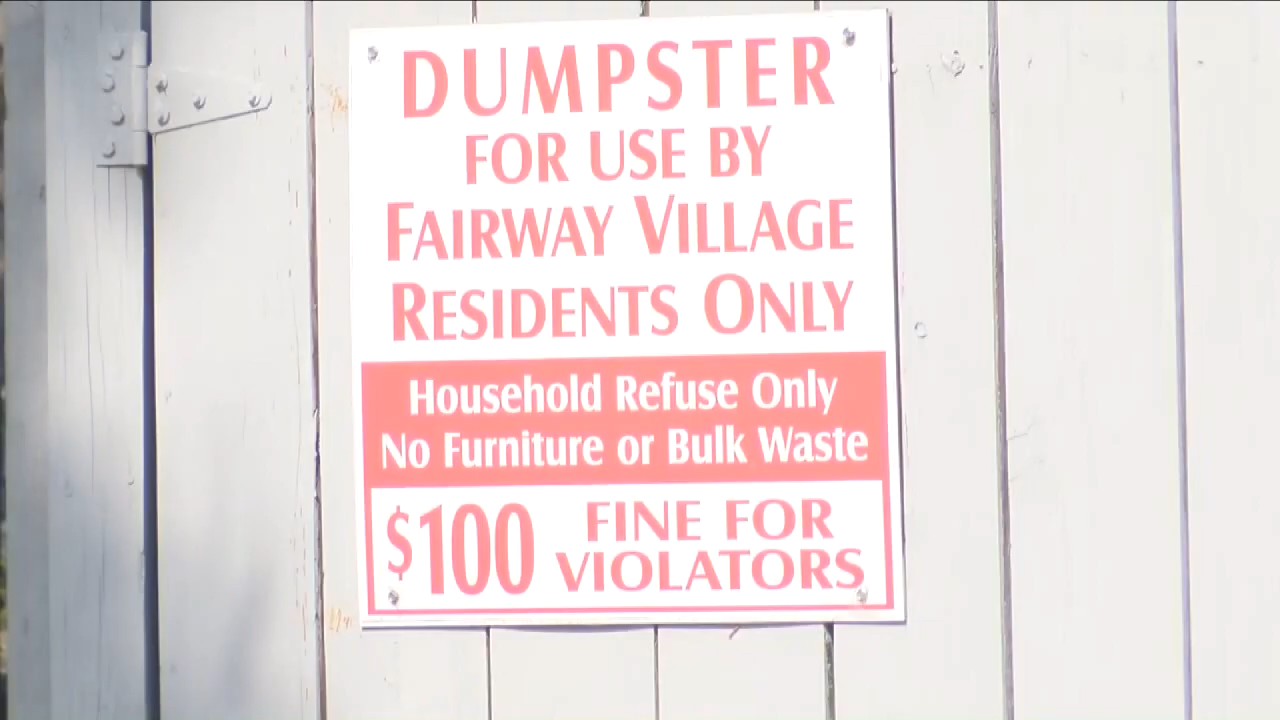 DUMPSTER
FOR USE BY
FAIRWAY VILLAGE
RESIDENTS ONLY
Household Refuse Only
No Furniture or Bulk Waste
$100 FINE FOR
VIOLATORS